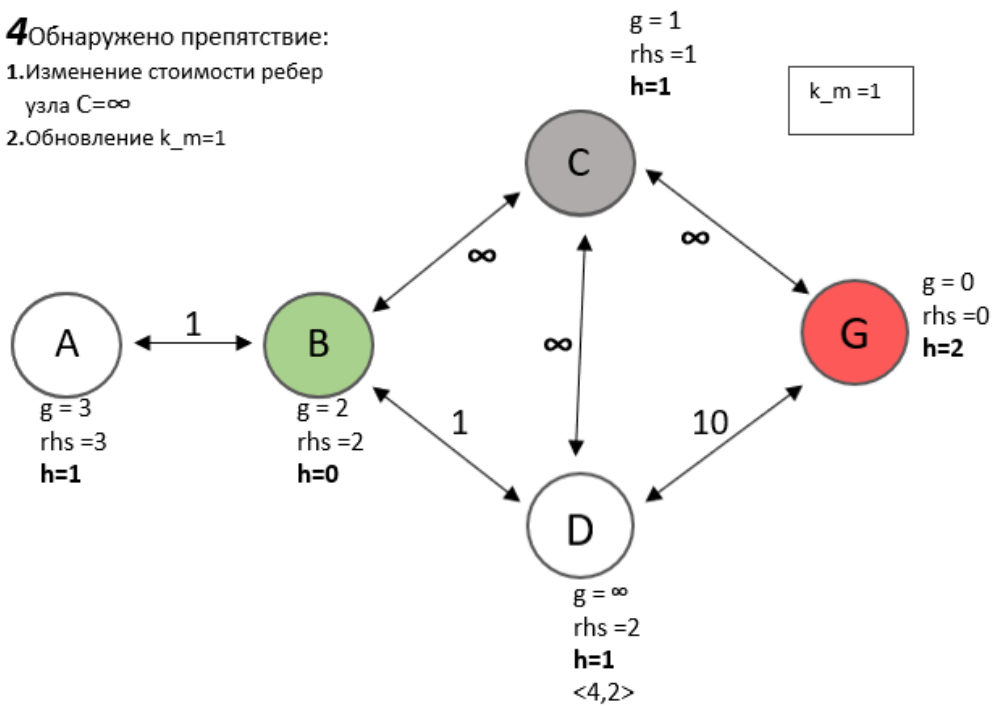 4Обнаружено препятствие:
1.Изменение стоимости ребер
узла C=∞
2.Обновление k_m=1
g = 1
rhs =1
h=1
k_m =1
C
∞
∞
∞
A
1
B
G
g = 0
rhs =0
h=2
g = 3
rhs =3
h=1
g = 2
rhs =2
h=0
1
10
D
g = ∞
rhs =2
h=1
<4,2>